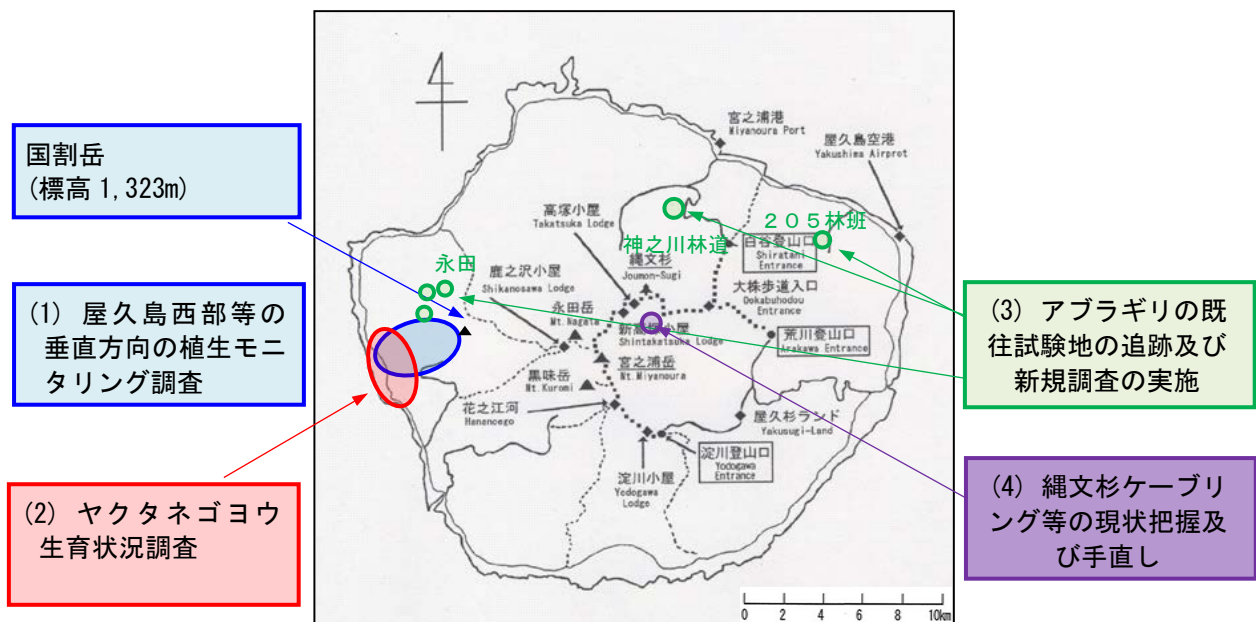 国割岳
(標高 1,323m)
(1) 屋久島西部等の
垂直方向の植生モニ
タリング調査
(2) ヤクタネゴヨウ
生育状況調査
宮之浦港
Miyanoura Port
屋久島空港
Yakushima Airprot
高塚小屋
Takatsuka Lodge
神之川林道
205林班
白谷登山口
Shiratani
Entrance
縄文杉
Joumon-Sugi
永田
鹿之沢小屋
Shikanosawa Lodge
大株歩道入口
Ookabuhodou
Entrance
永田岳
Mt.Nagata
新高塚小屋
Shintakatsuka Lodge
荒川登山口
Arakawa Entrance
宮之浦岳
Mt.Miyanoura
黒味岳
Mt.Kuromi
花之江河
Hananoego
屋久杉ランド
Yakusugi-Land
淀川登山口
Yodogawa
Entrance
淀川小屋
Yodogawa
Lodge
0 2 4 6 8 10km
(3) アブラギリの既
往試験地の追跡及び
新規調査の実施
(4) 縄文杉ケーブリ
ング等の現状把握及
び手直し